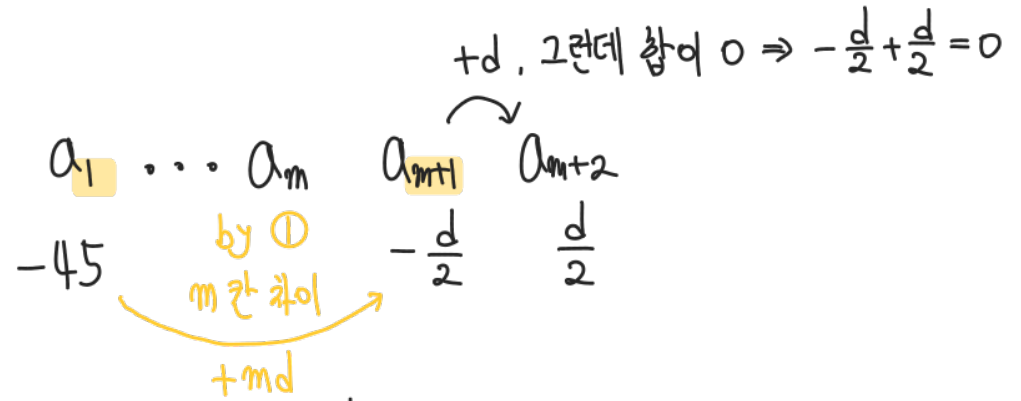 +d, 그런데 합이 0 ⇒ -d/2 + d/2 = 0
a₁ ··· aₘ aₘ₊₁ aₘ₊₂
-45 by ① -d/2 d/2
m칸 차이
+md